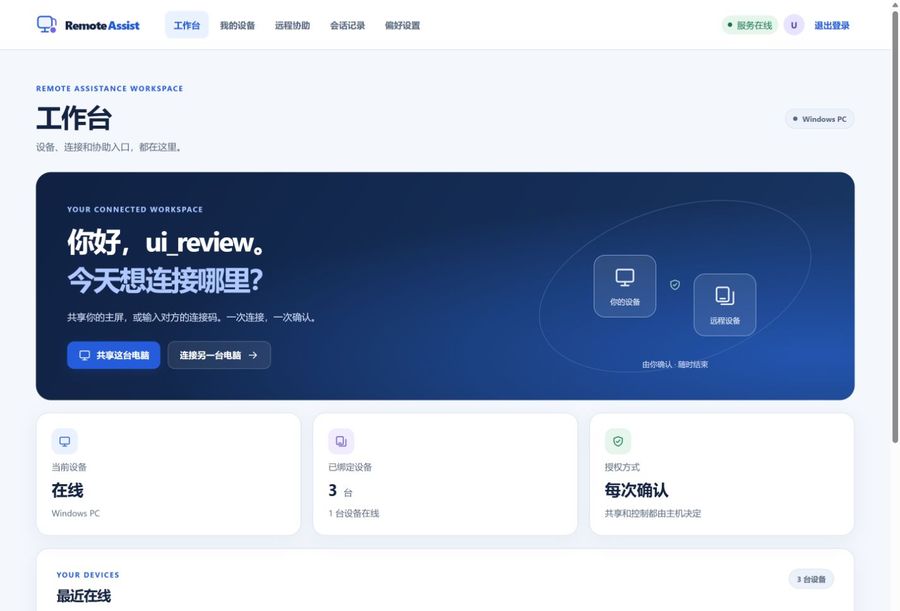 RemoteAssist 工作台 我的设备 远程协助 会话记录 偏好设置 服务在线 U 退出登录
REMOTE ASSISTANCE WORKSPACE
工作台
Windows PC
设备、连接和协助入口，都在这里。
YOUR CONNECTED WORKSPACE
你好，ui_review。
今天想连接哪里？
共享你的主屏，或输入对方的连接码。一次连接，一次确认。
共享这台电脑 连接另一台电脑 →
你的设备
远程设备
由你确认 · 随时结束
当前设备
在线
Windows PC
已绑定设备
3 台
1 台设备在线
授权方式
每次确认
共享和控制都由主机决定
YOUR DEVICES
最近在线
3 台设备